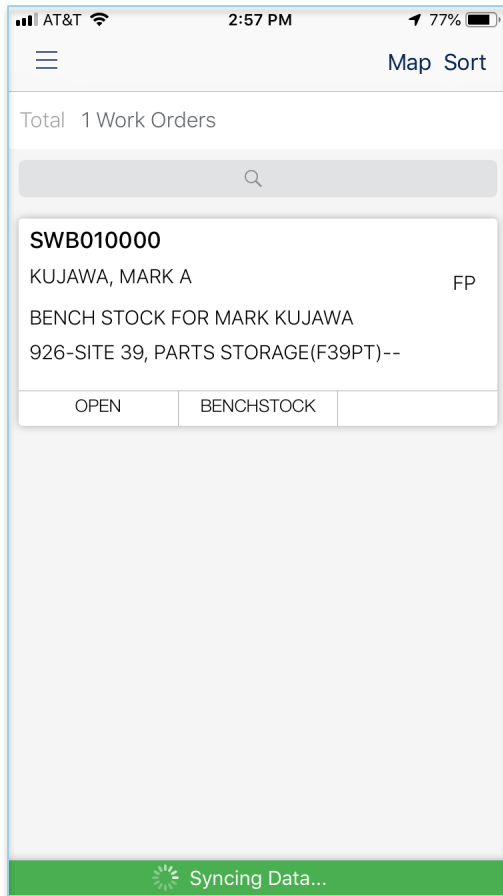 AT&T 2:57 PM 77%
Map Sort
Total 1 Work Orders
SWB010000
KUJAWA, MARK A
FP
BENCH STOCK FOR MARK KUJAWA
926-SITE 39, PARTS STORAGE(F39PT)--
OPEN BENCHSTOCK
Syncing Data...